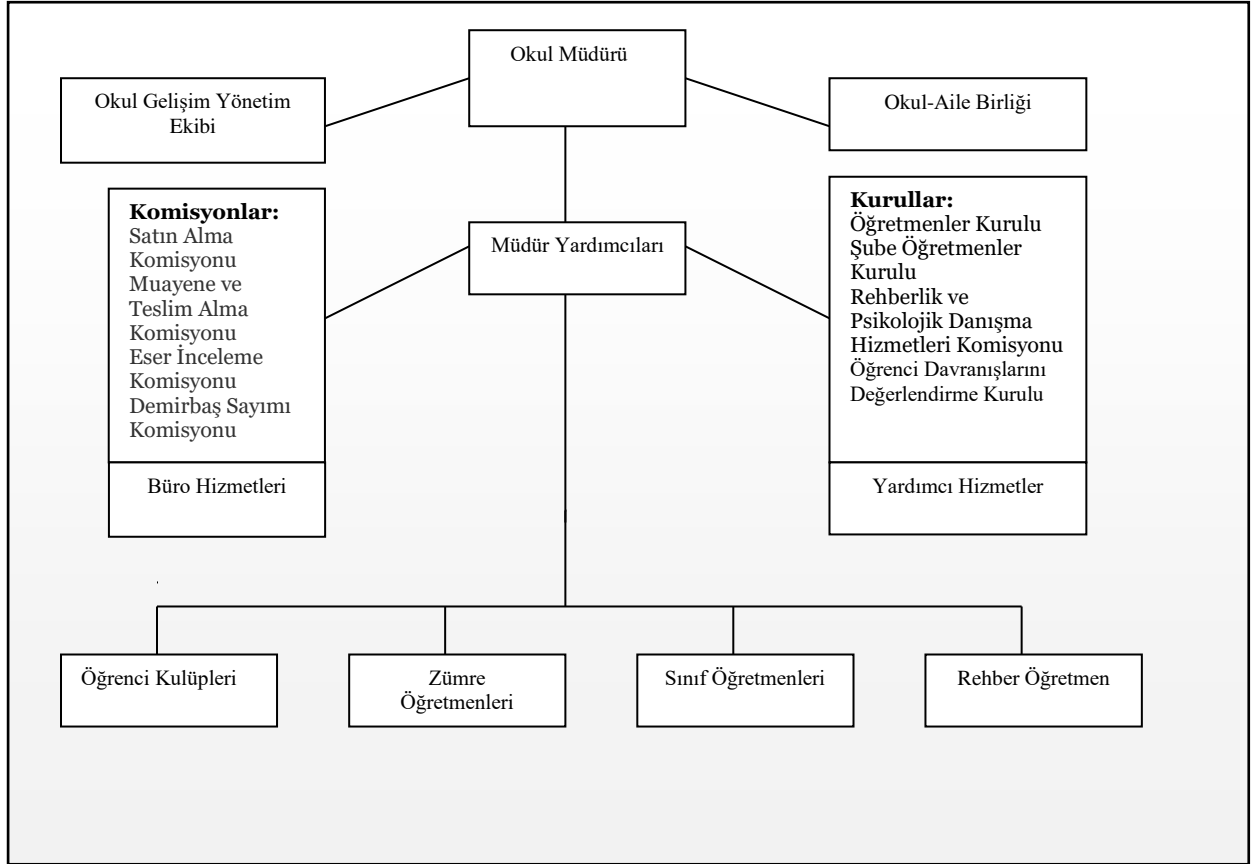 Okul Müdürü
Okul Gelişim Yönetim
Ekibi
Okul-Aile Birliği
Komisyonlar:
Satın Alma
Komisyonu
Muayene ve
Teslim Alma
Komisyonu
Eser İnceleme
Komisyonu
Demirbaş Sayımı
Komisyonu
Müdür Yardımcıları
Kurullar:
Öğretmenler Kurulu
Şube Öğretmenler
Kurulu
Rehberlik ve
Psikolojik Danışma
Hizmetleri Komisyonu
Öğrenci Davranışlarını
Değerlendirme Kurulu
Büro Hizmetleri
Yardımcı Hizmetler
Öğrenci Kulüpleri
Zümre
Öğretmenleri
Sınıf Öğretmenleri
Rehber Öğretmen